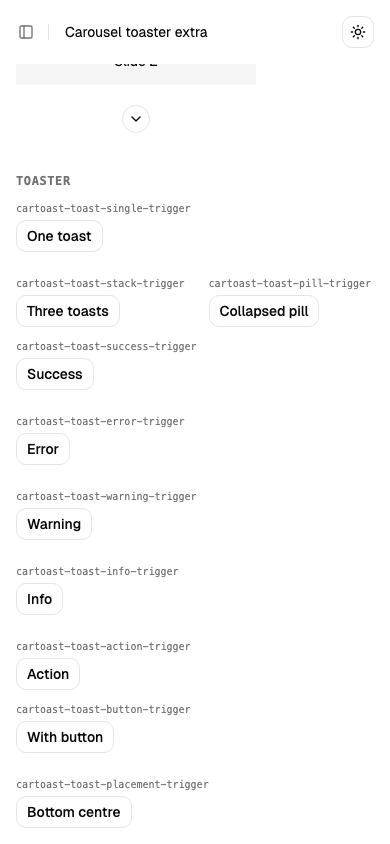 Carousel toaster extra
Slide 2
TOASTER
cartoast-toast-single-trigger
One toast
cartoast-toast-stack-trigger
Three toasts
cartoast-toast-pill-trigger
Collapsed pill
cartoast-toast-success-trigger
Success
cartoast-toast-error-trigger
Error
cartoast-toast-warning-trigger
Warning
cartoast-toast-info-trigger
Info
cartoast-toast-action-trigger
Action
cartoast-toast-button-trigger
With button
cartoast-toast-placement-trigger
Bottom centre